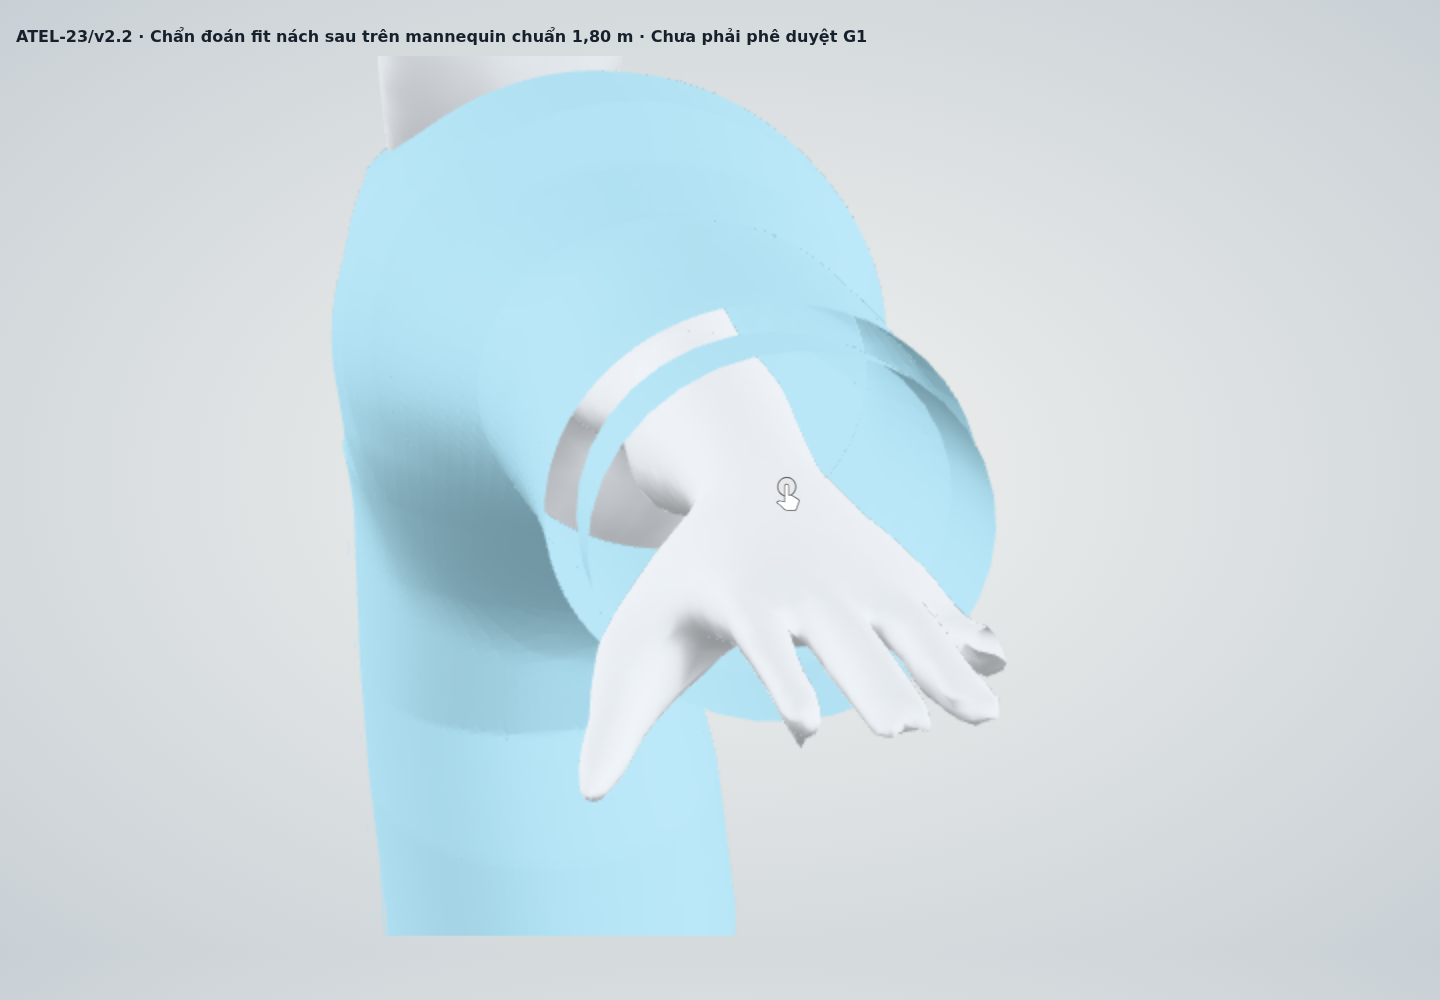 ATEL-23/v2.2 · Chẩn đoán fit nách sau trên mannequin chuẩn 1,80 m · Chưa phải phê duyệt G1